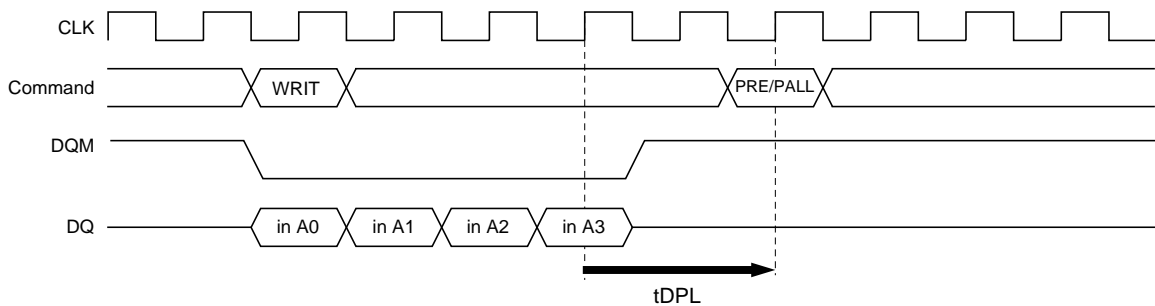 CLK
Command WRIT PRE/PALL
DQM
DQ in A0 in A1 in A2 in A3
tDPL